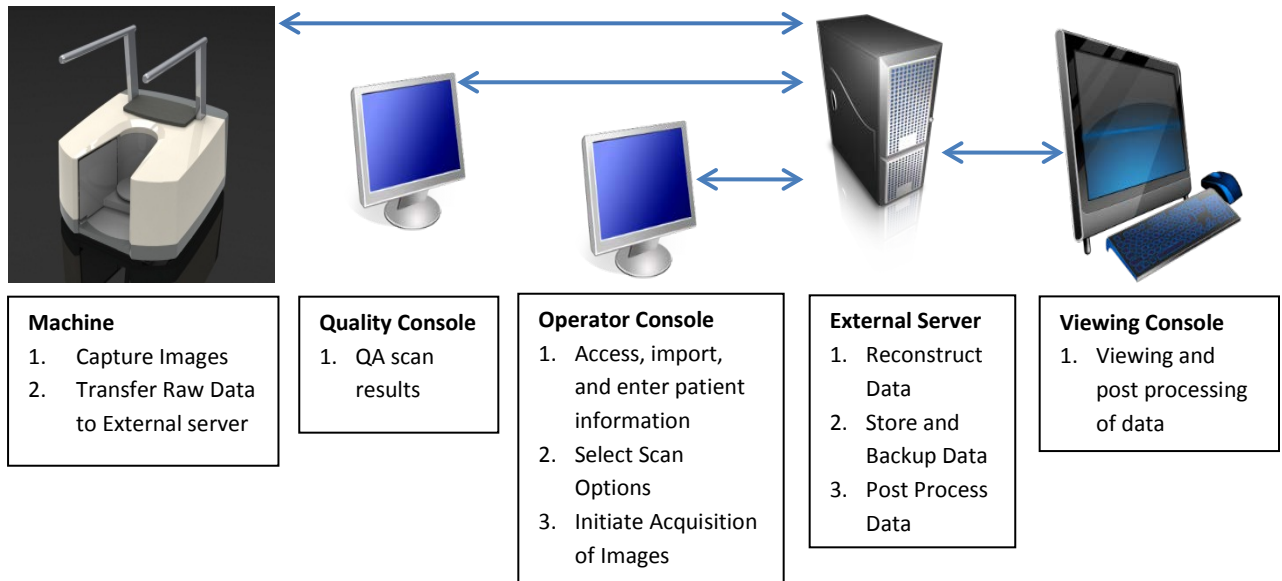 Machine
1. Capture Images
2. Transfer Raw Data
to External server
Quality Console
1. QA scan
results
Operator Console
1. Access, import,
and enter patient
information
2. Select Scan
Options
3. Initiate Acquisition
of Images
External Server
1. Reconstruct
Data
2. Store and
Backup Data
3. Post Process
Data
Viewing Console
1. Viewing and
post processing
of data